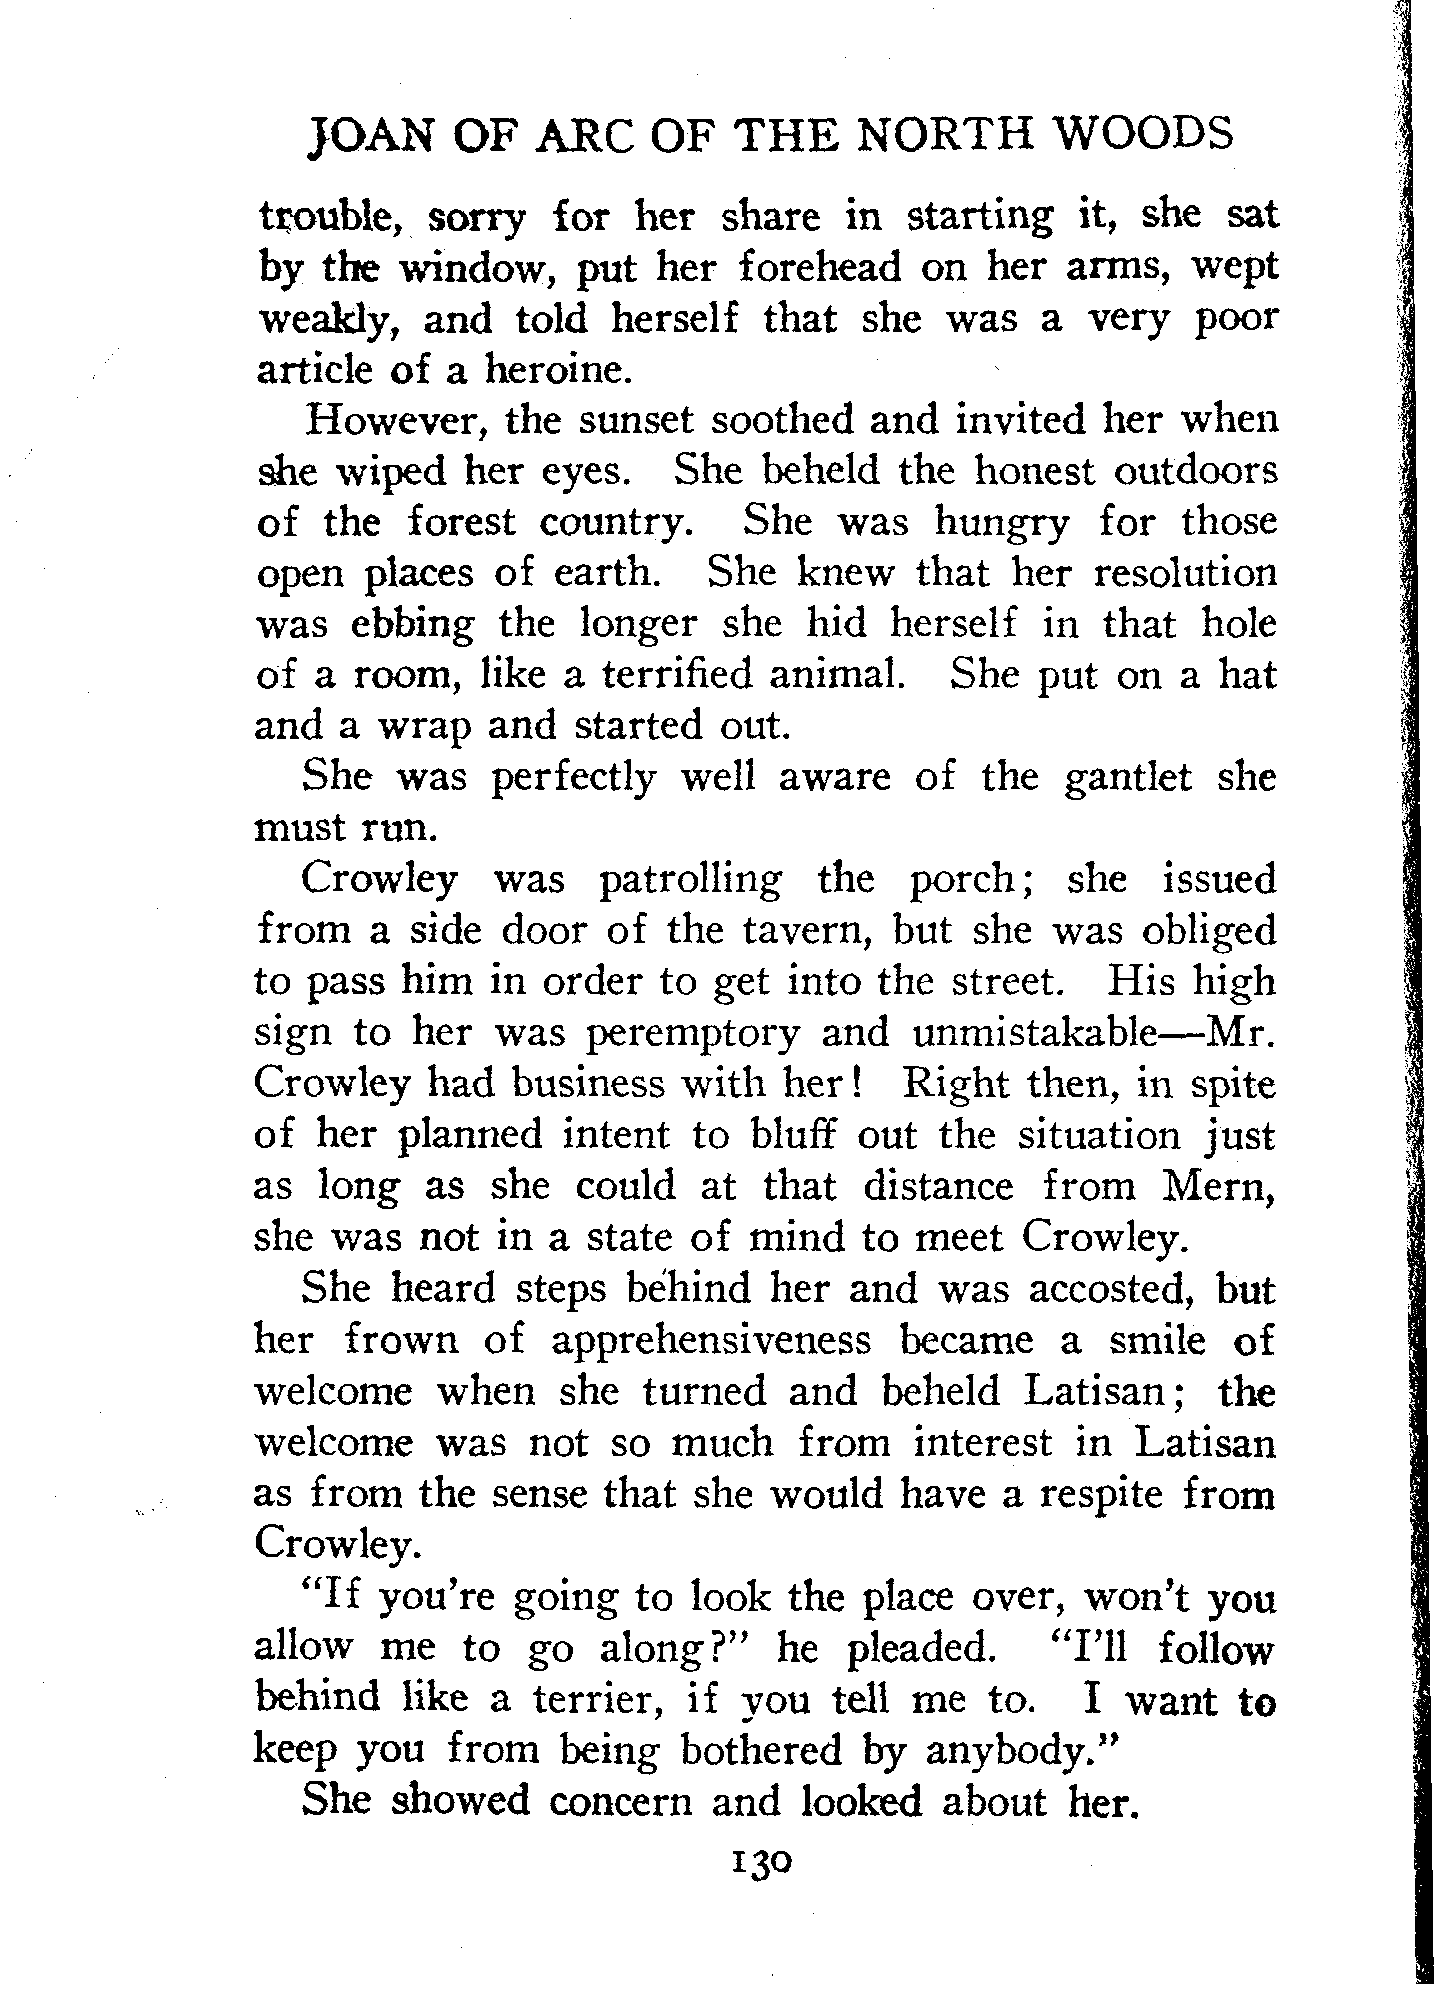 JOAN OF ARC OF THE NORTH WOODS
trouble, sorry for her share in starting it, she sat
by the window, put her forehead on her arms, wept
weakly, and told herself that she was a very poor
article of a heroine.
However, the sunset soothed and invited her when
she wiped her eyes. She beheld the honest outdoors
of the forest country. She was hungry for those
open places of earth. She knew that her resolution
was ebbing the longer she hid herself in that hole
of a room, like a terrified animal. She put on a hat
and a wrap and started out.
She was perfectly well aware of the gantlet she
must run.
Crowley was patrolling the porch; she issued
from a side door of the tavern, but she was obliged
to pass him in order to get into the street. His high
sign to her was peremptory and unmistakable—Mr.
Crowley had business with her! Right then, in spite
of her planned intent to bluff out the situation just
as long as she could at that distance from Mern,
she was not in a state of mind to meet Crowley.
She heard steps behind her and was accosted, but
her frown of apprehensiveness became a smile of
welcome when she turned and beheld Latisan; the
welcome was not so much from interest in Latisan
as from the sense that she would have a respite from
Crowley.
"If you're going to look the place over, won't you
allow me to go along?" he pleaded. "I'll follow
behind like a terrier, if you tell me to. I want to
keep you from being bothered by anybody."
She showed concern and looked about her.
130